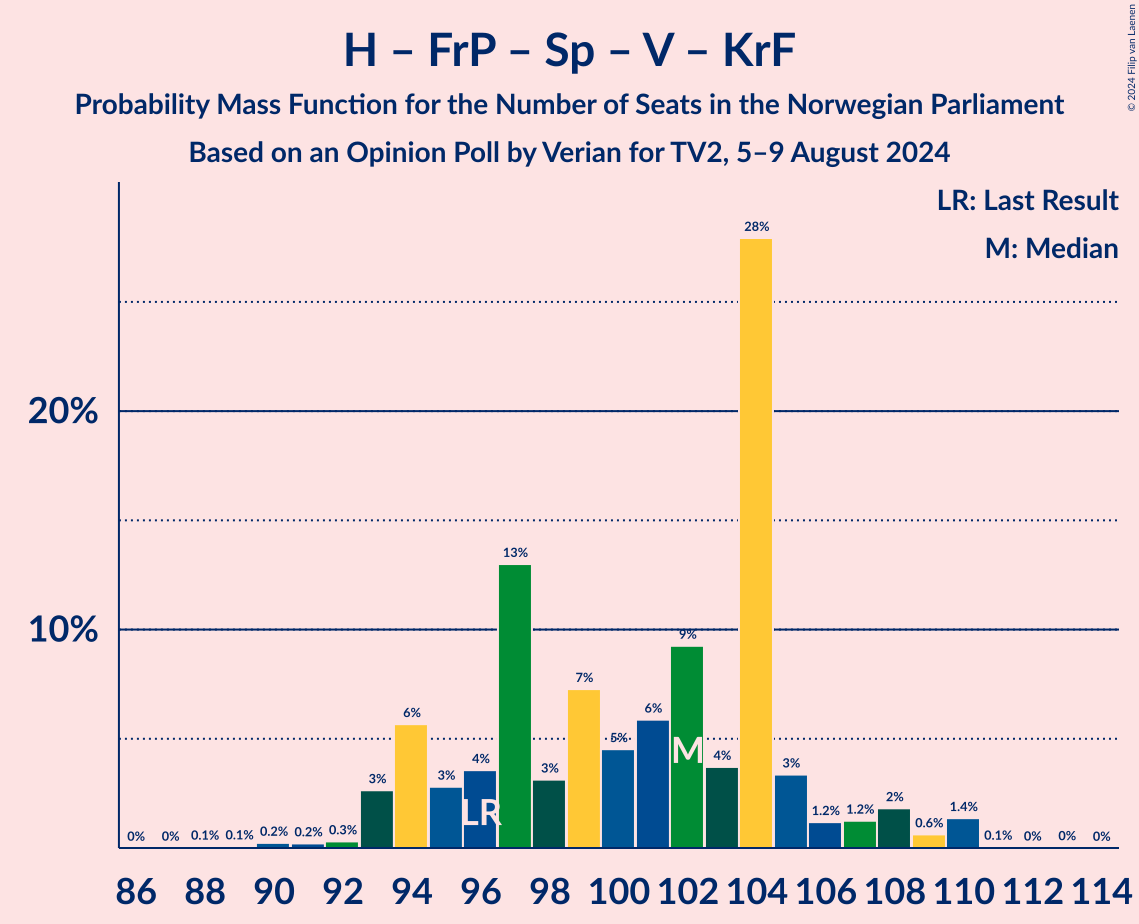 H – FrP – Sp – V – KrF
Probability Mass Function for the Number of Seats in the Norwegian Parliament
Based on an Opinion Poll by Verian for TV2, 5–9 August 2024
© 2024 Filip van Laenen
LR: Last Result
M: Median
20%
10%
0% 0% 0.1% 0.1% 0.2% 0.2% 0.3% 3% 6% 3% 4% 13% 3% 7% 5% 6% 9% 4% 28% 3% 1.2% 1.2% 2% 0.6% 1.4% 0.1% 0% 0% 0%
LR M
86 88 90 92 94 96 98 100 102 104 106 108 110 112 114